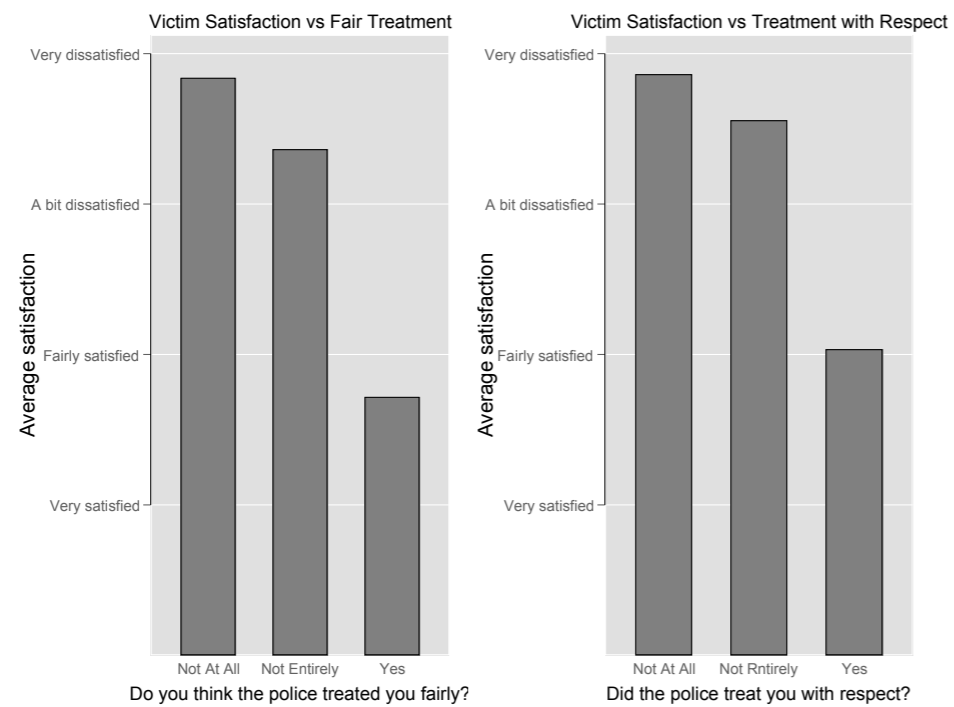 Victim Satisfaction vs Fair Treatment
Very dissatisfied
A bit dissatisfied
Fairly satisfied
Very satisfied
Average satisfaction
Not At All Not Entirely Yes
Do you think the police treated you fairly?
Victim Satisfaction vs Treatment with Respect
Very dissatisfied
A bit dissatisfied
Fairly satisfied
Very satisfied
Average satisfaction
Not At All Not Rntirely Yes
Did the police treat you with respect?